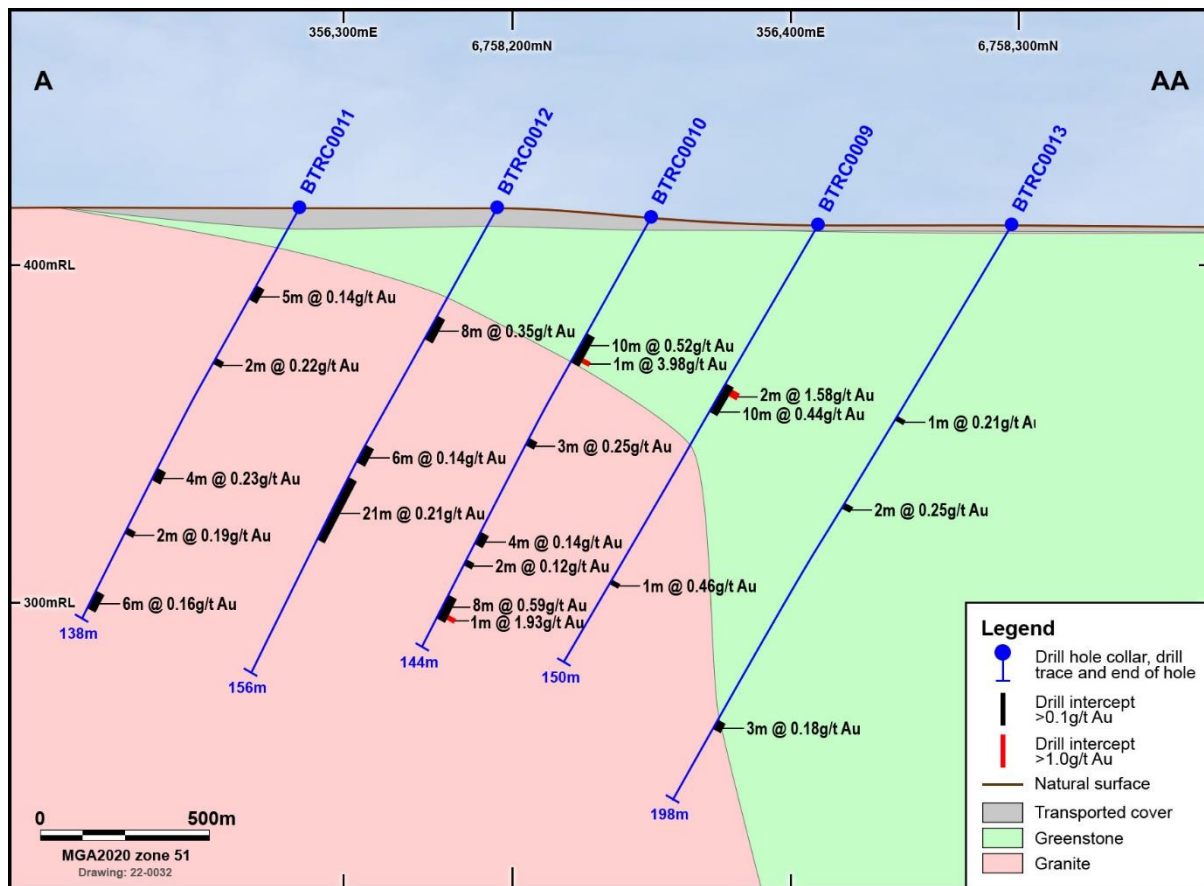 356,300mE
6,758,200mN
356,400mE
6,758,300mN
A
AA
BTRC0011
BTRC0012
BTRC0010
BTRC0009
BTRC0013
400mRL
5m @ 0.14g/t Au
2m @ 0.22g/t Au
4m @ 0.23g/t Au
2m @ 0.19g/t Au
6m @ 0.16g/t Au
138m
8m @ 0.35g/t Au
6m @ 0.14g/t Au
21m @ 0.21g/t Au
156m
10m @ 0.52g/t Au
1m @ 3.98g/t Au
3m @ 0.25g/t Au
4m @ 0.14g/t Au
2m @ 0.12g/t Au
8m @ 0.59g/t Au
1m @ 1.93g/t Au
144m
2m @ 1.58g/t Au
10m @ 0.44g/t Au
1m @ 0.46g/t Au
150m
1m @ 0.21g/t Au
2m @ 0.25g/t Au
3m @ 0.18g/t Au
198m
300mRL
0 500m
MGA2020 zone 51
Drawing: 22-0032
Legend
Drill hole collar, drill
trace and end of hole
Drill intercept
>0.1g/t Au
Drill intercept
>1.0g/t Au
Natural surface
Transported cover
Greenstone
Granite